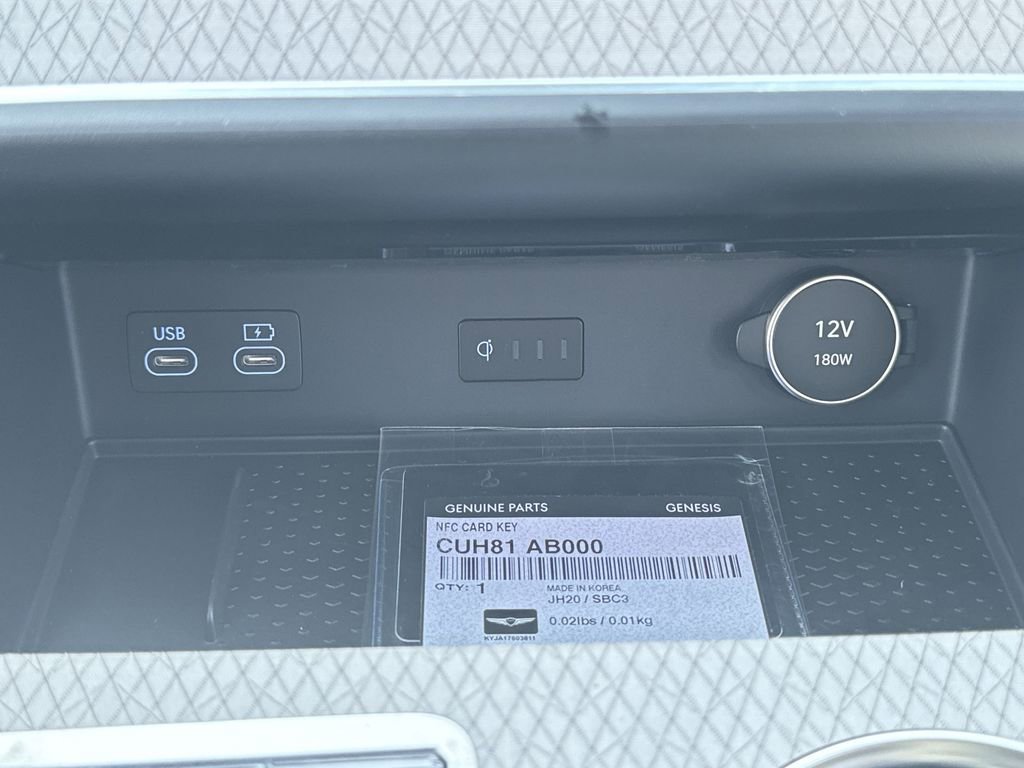 USB
12V
180W
GENUINE PARTS GENESIS
NFC CARD KEY
CUH81 AB000
QTY: 1
MADE IN KOREA
JH20 / SBC3
0.02lbs / 0.01kg
KYJA17603811